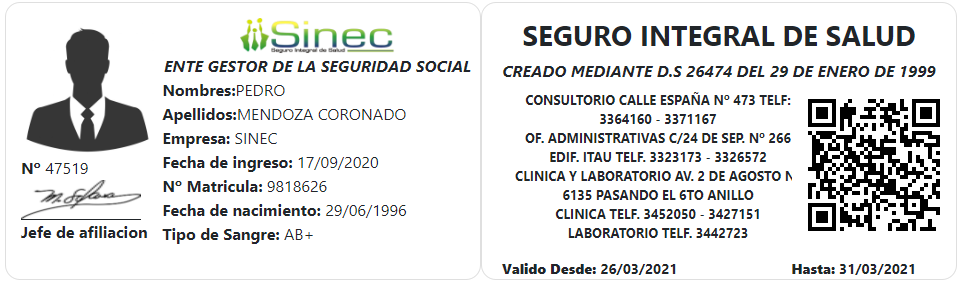 Sinec
Seguro Integral de Salud
ENTE GESTOR DE LA SEGURIDAD SOCIAL
Nombres:PEDRO
Apellidos:MENDOZA CORONADO
Empresa: SINEC
Fecha de ingreso: 17/09/2020
Nº Matricula: 9818626
Fecha de nacimiento: 29/06/1996
Tipo de Sangre: AB+
Nº 47519
Jefe de afiliacion
SEGURO INTEGRAL DE SALUD
CREADO MEDIANTE D.S 26474 DEL 29 DE ENERO DE 1999
CONSULTORIO CALLE ESPAÑA Nº 473 TELF:
3364160 - 3371167
OF. ADMINISTRATIVAS C/24 DE SEP. Nº 266
EDIF. ITAU TELF. 3323173 - 3326572
CLINICA Y LABORATORIO AV. 2 DE AGOSTO N
6135 PASANDO EL 6TO ANILLO
CLINICA TELF. 3452050 - 3427151
LABORATORIO TELF. 3442723
Valido Desde: 26/03/2021
Hasta: 31/03/2021